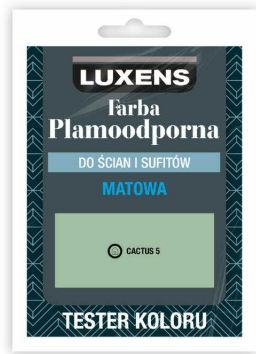 LUXENS
Farba
Plamoodporna
DO ŚCIAN I SUFITÓW
MATOWA
CACTUS 5
TESTER KOLORU